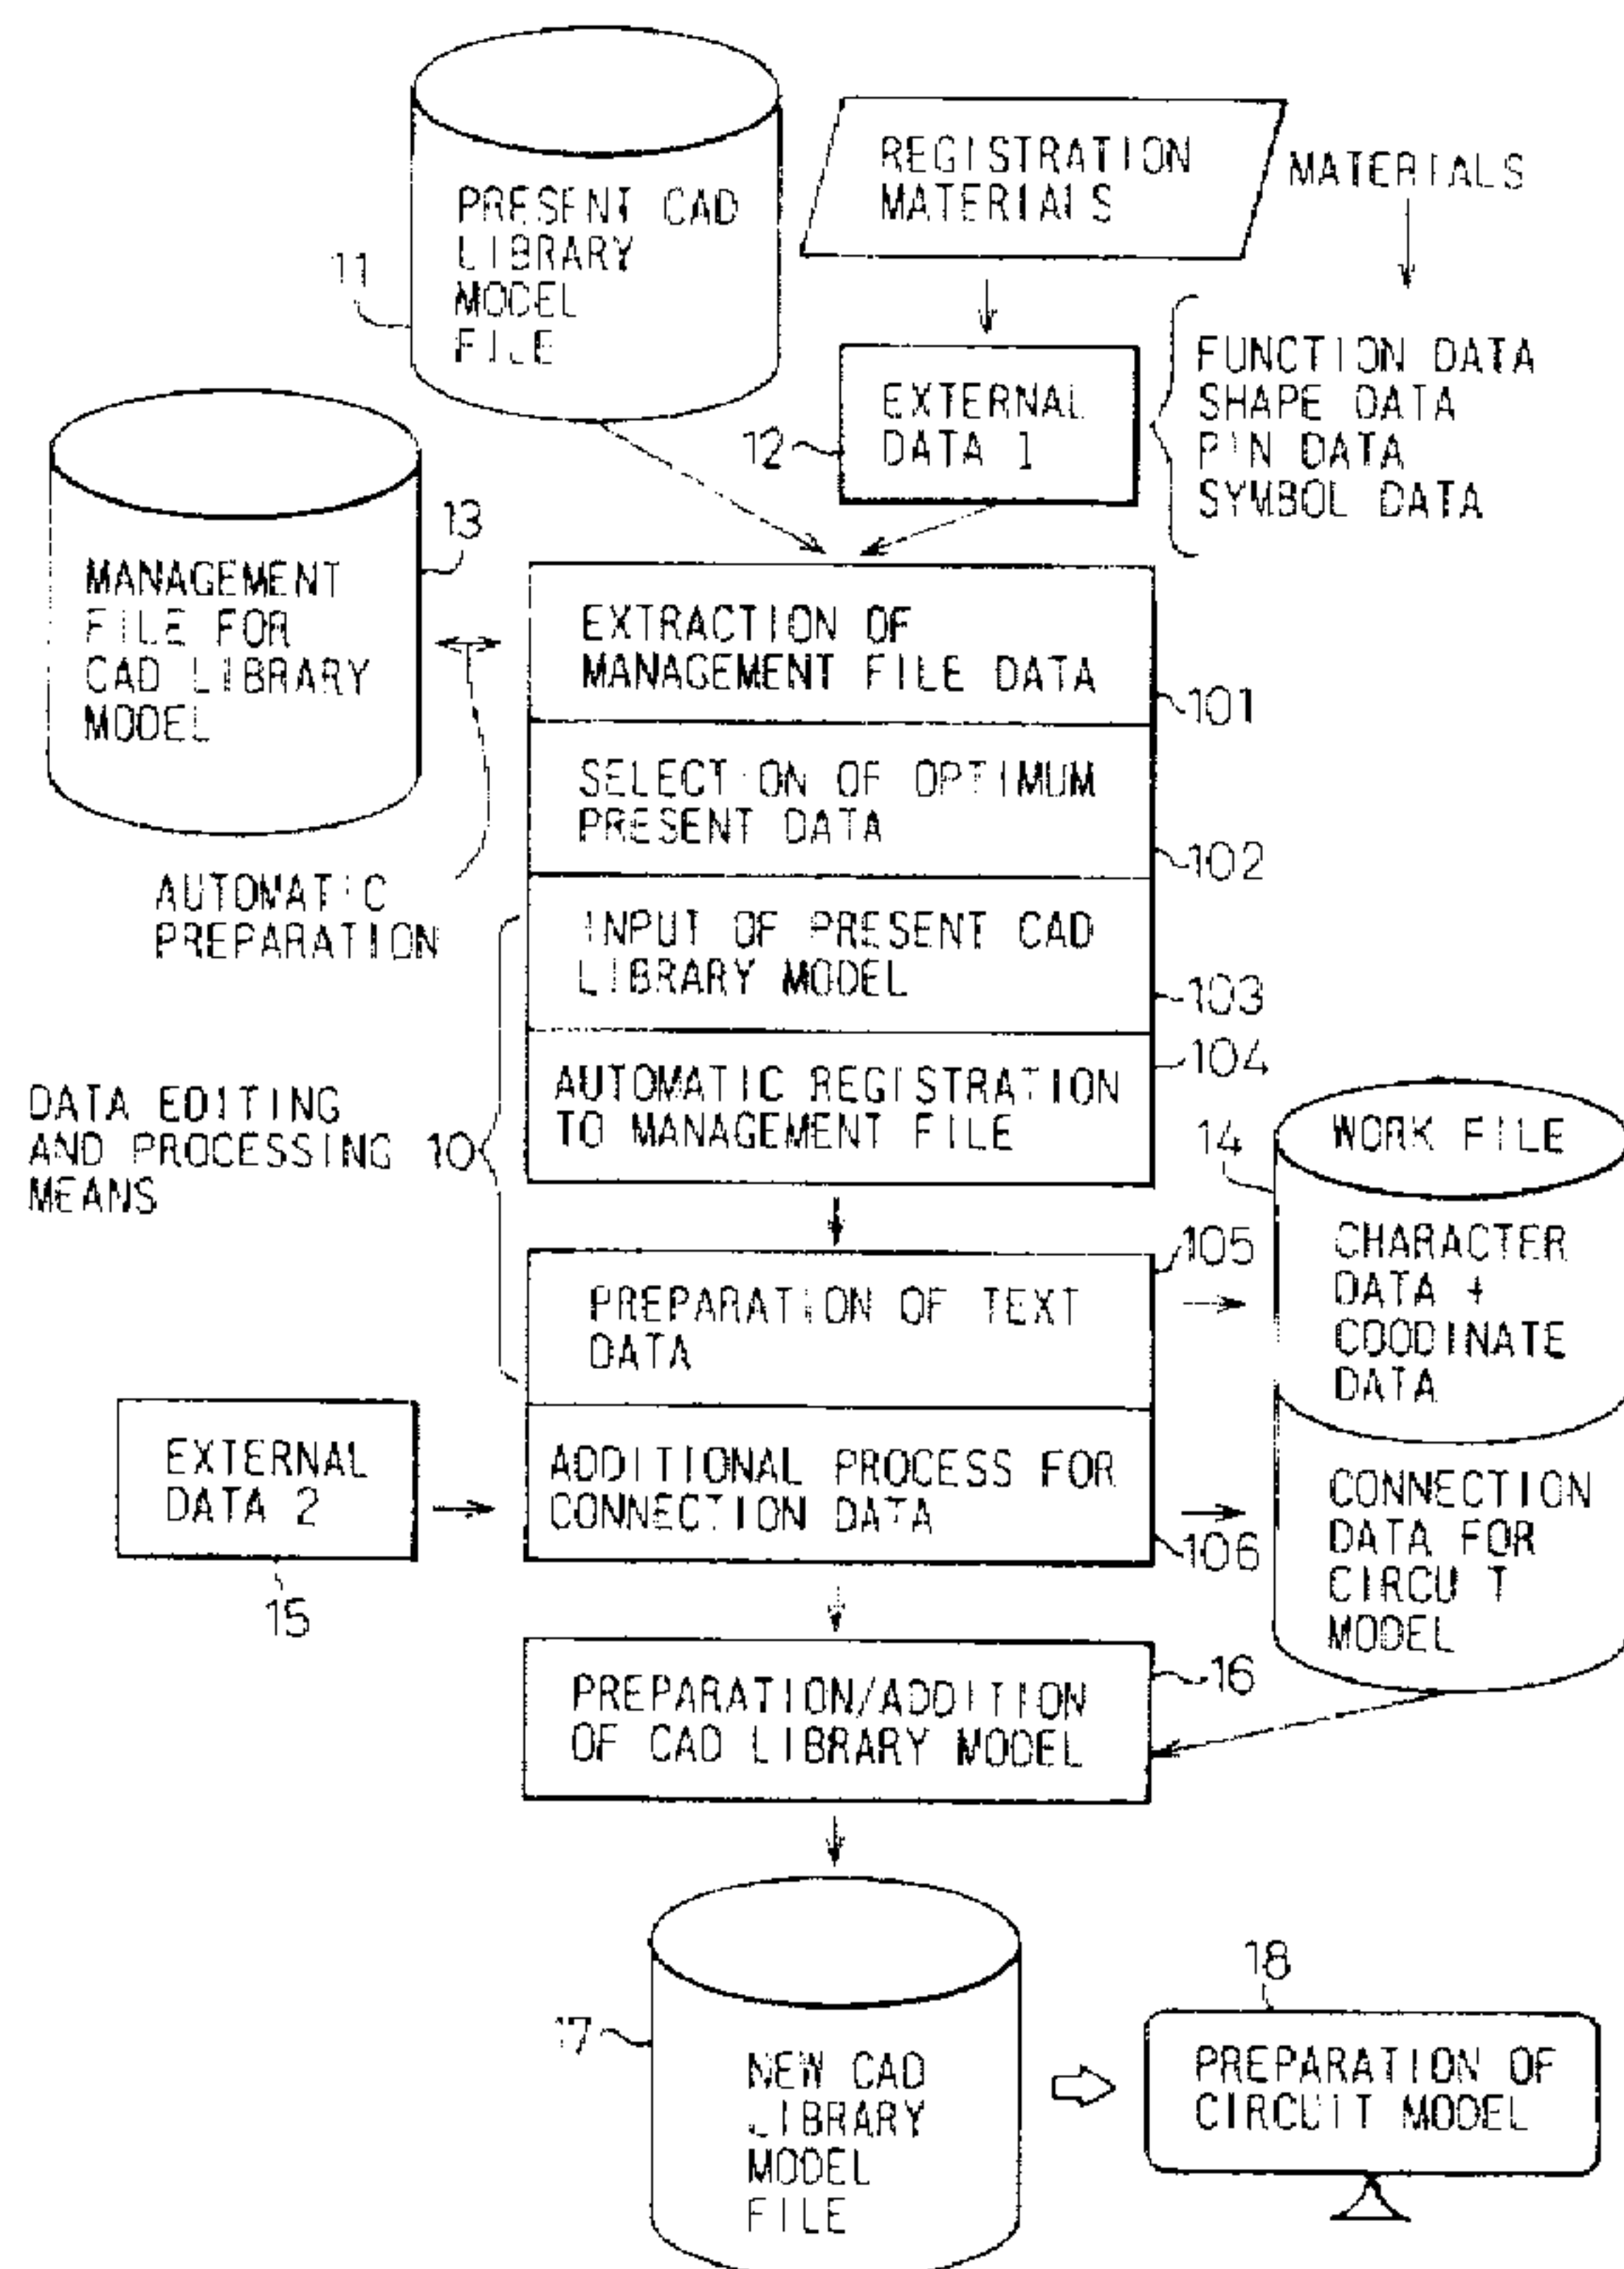 PRESENT CAD
LIBRARY
MODEL
FILE
11
REGISTRATION
MATERIALS
MATERIALS
EXTERNAL
DATA 1
12
FUNCTION DATA
SHAPE DATA
PIN DATA
SYMBOL DATA
13
MANAGEMENT
FILE FOR
CAD LIBRARY
MODEL
AUTOMATIC
PREPARATION
EXTRACTION OF
MANAGEMENT FILE DATA
101
SELECTION OF OPTIMUM
PRESENT DATA
102
INPUT OF PRESENT CAD
LIBRARY MODEL
103
AUTOMATIC REGISTRATION
TO MANAGEMENT FILE
104
DATA EDITING
AND PROCESSING
MEANS
10
WORK FILE
14
CHARACTER
DATA +
COODINATE
DATA
PREPARATION OF TEXT
DATA
105
EXTERNAL
DATA 2
15
ADDITIONAL PROCESS FOR
CONNECTION DATA
106
CONNECTION
DATA FOR
CIRCUIT
MODEL
PREPARATION/ADDITION
OF CAD LIBRARY MODEL
16
17
NEW CAD
LIBRARY
MODEL
FILE
18
PREPARATION OF
CIRCUIT MODEL